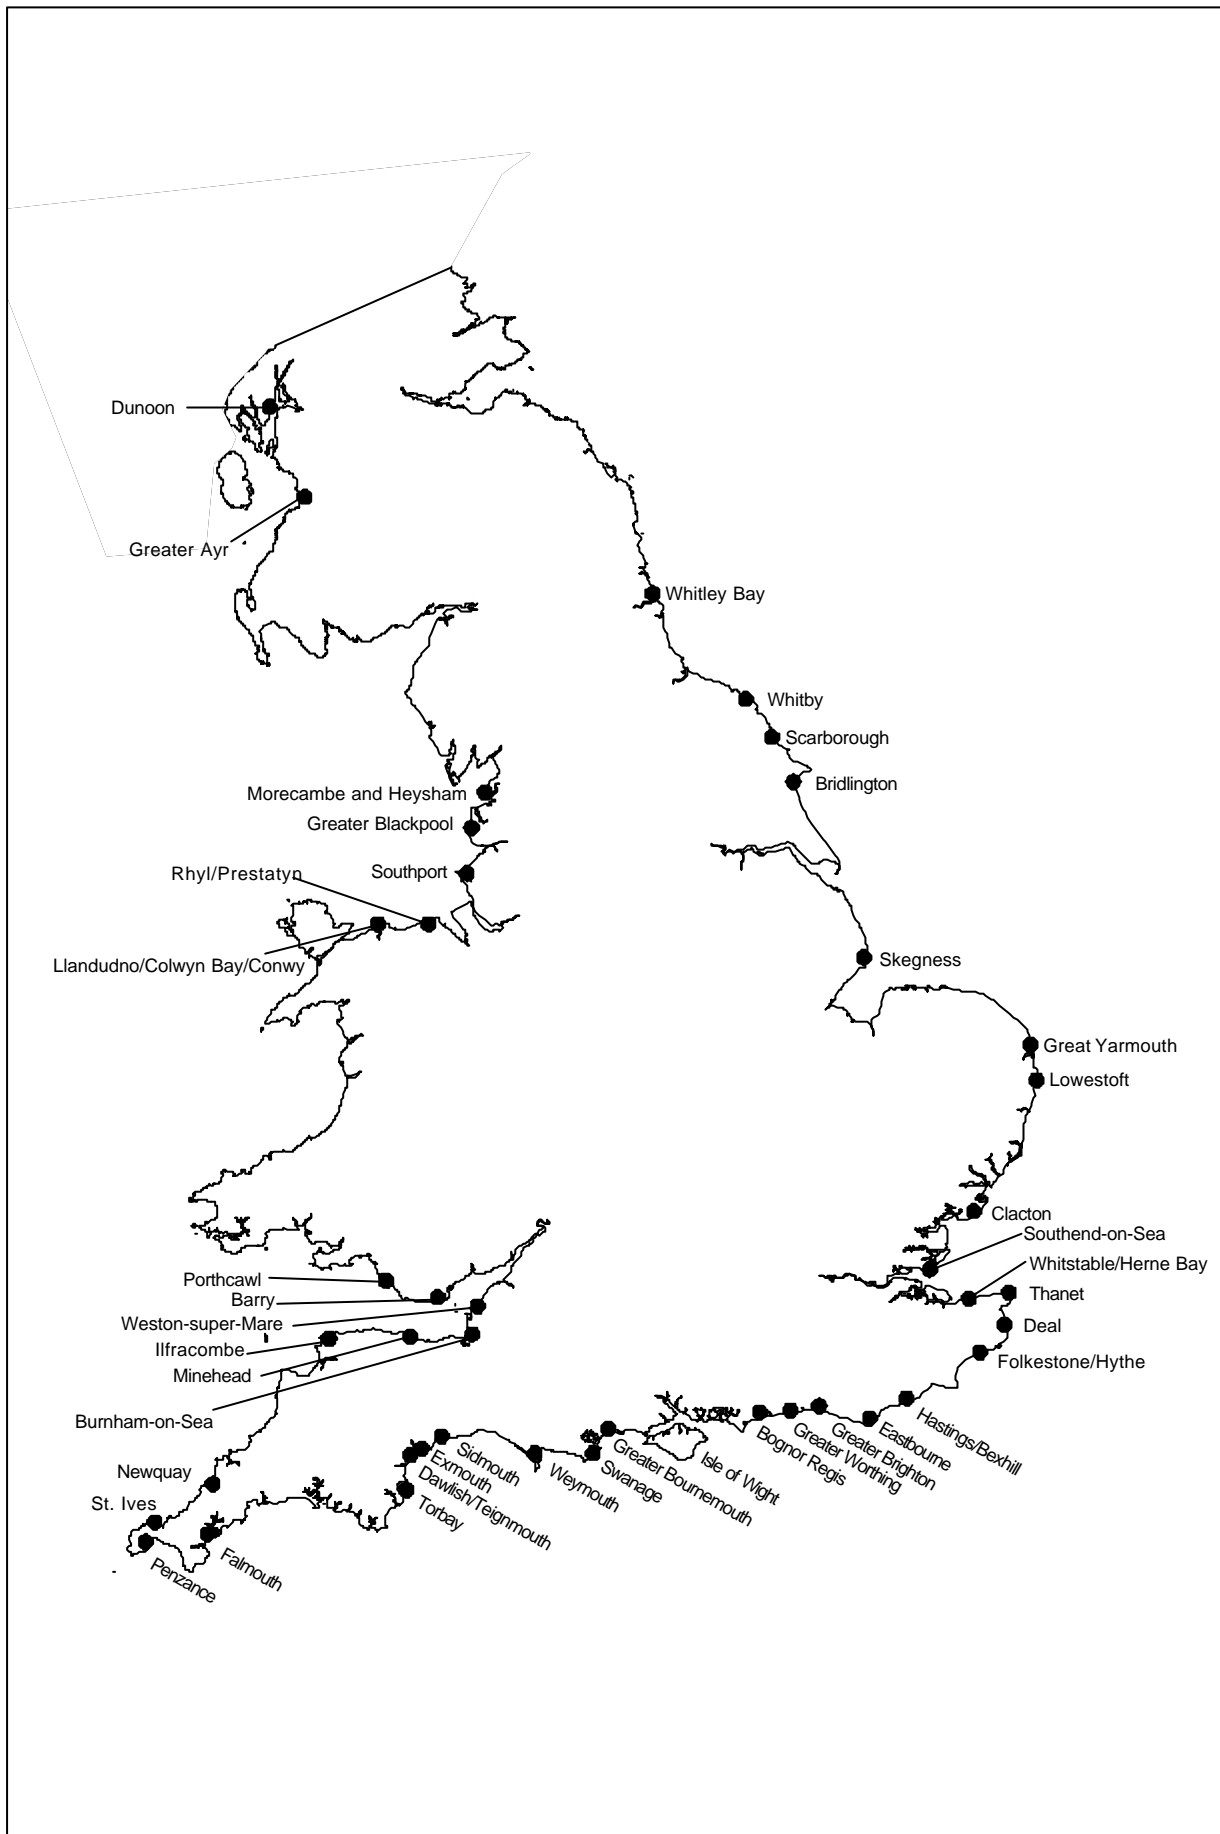 Dunoon
Greater Ayr
Whitley Bay
Whitby
Scarborough
Bridlington
Morecambe and Heysham
Greater Blackpool
Southport
Rhyl/Prestatyn
Llandudno/Colwyn Bay/Conwy
Skegness
Great Yarmouth
Lowestoft
Clacton
Southend-on-Sea
Whitstable/Herne Bay
Thanet
Deal
Folkestone/Hythe
Porthcawl
Barry
Weston-super-Mare
Ilfracombe
Minehead
Burnham-on-Sea
Newquay
St. Ives
Penzance
Falmouth
Torbay
Dawlish/Teignmouth
Exmouth
Sidmouth
Weymouth
Swanage
Greater Bournemouth
Isle of Wight
Bognor Regis
Greater Worthing
Greater Brighton
Eastbourne
Hastings/Bexhill